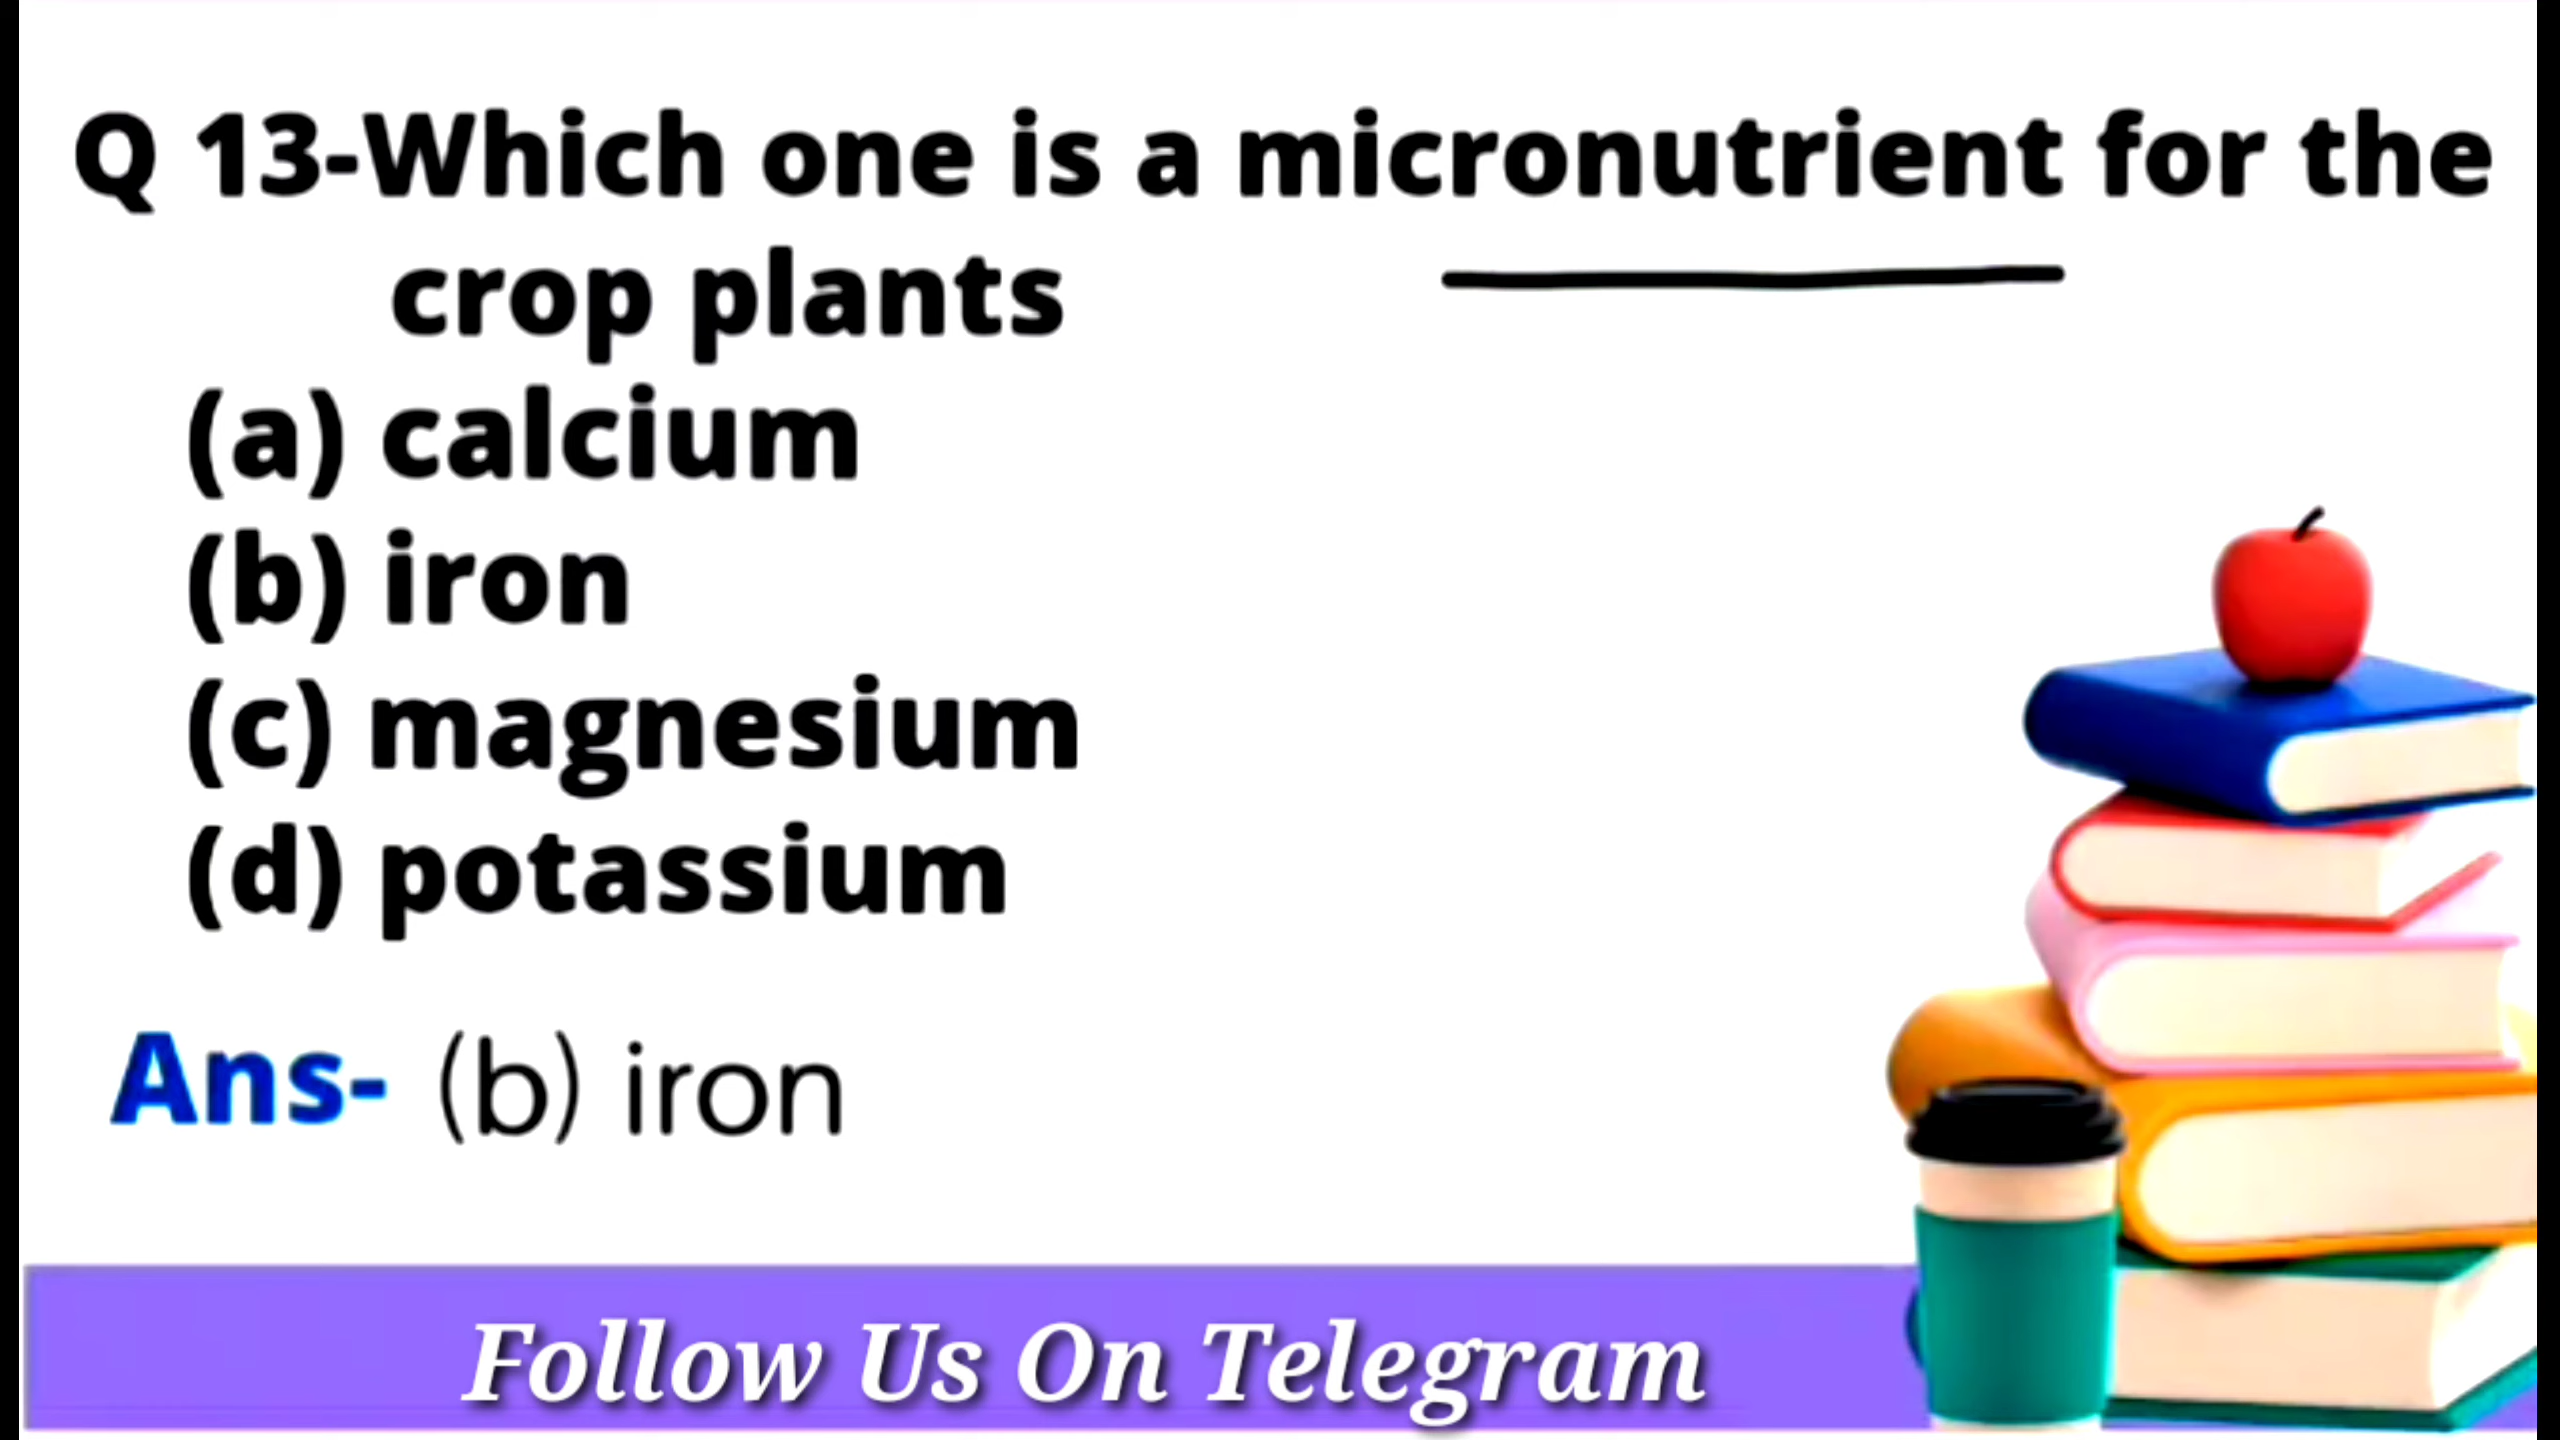 Q 13-Which one is a micronutrient for the
crop plants
(a) calcium
(b) iron
(c) magnesium
(d) potassium
Ans- (b) iron
Follow Us On Telegram